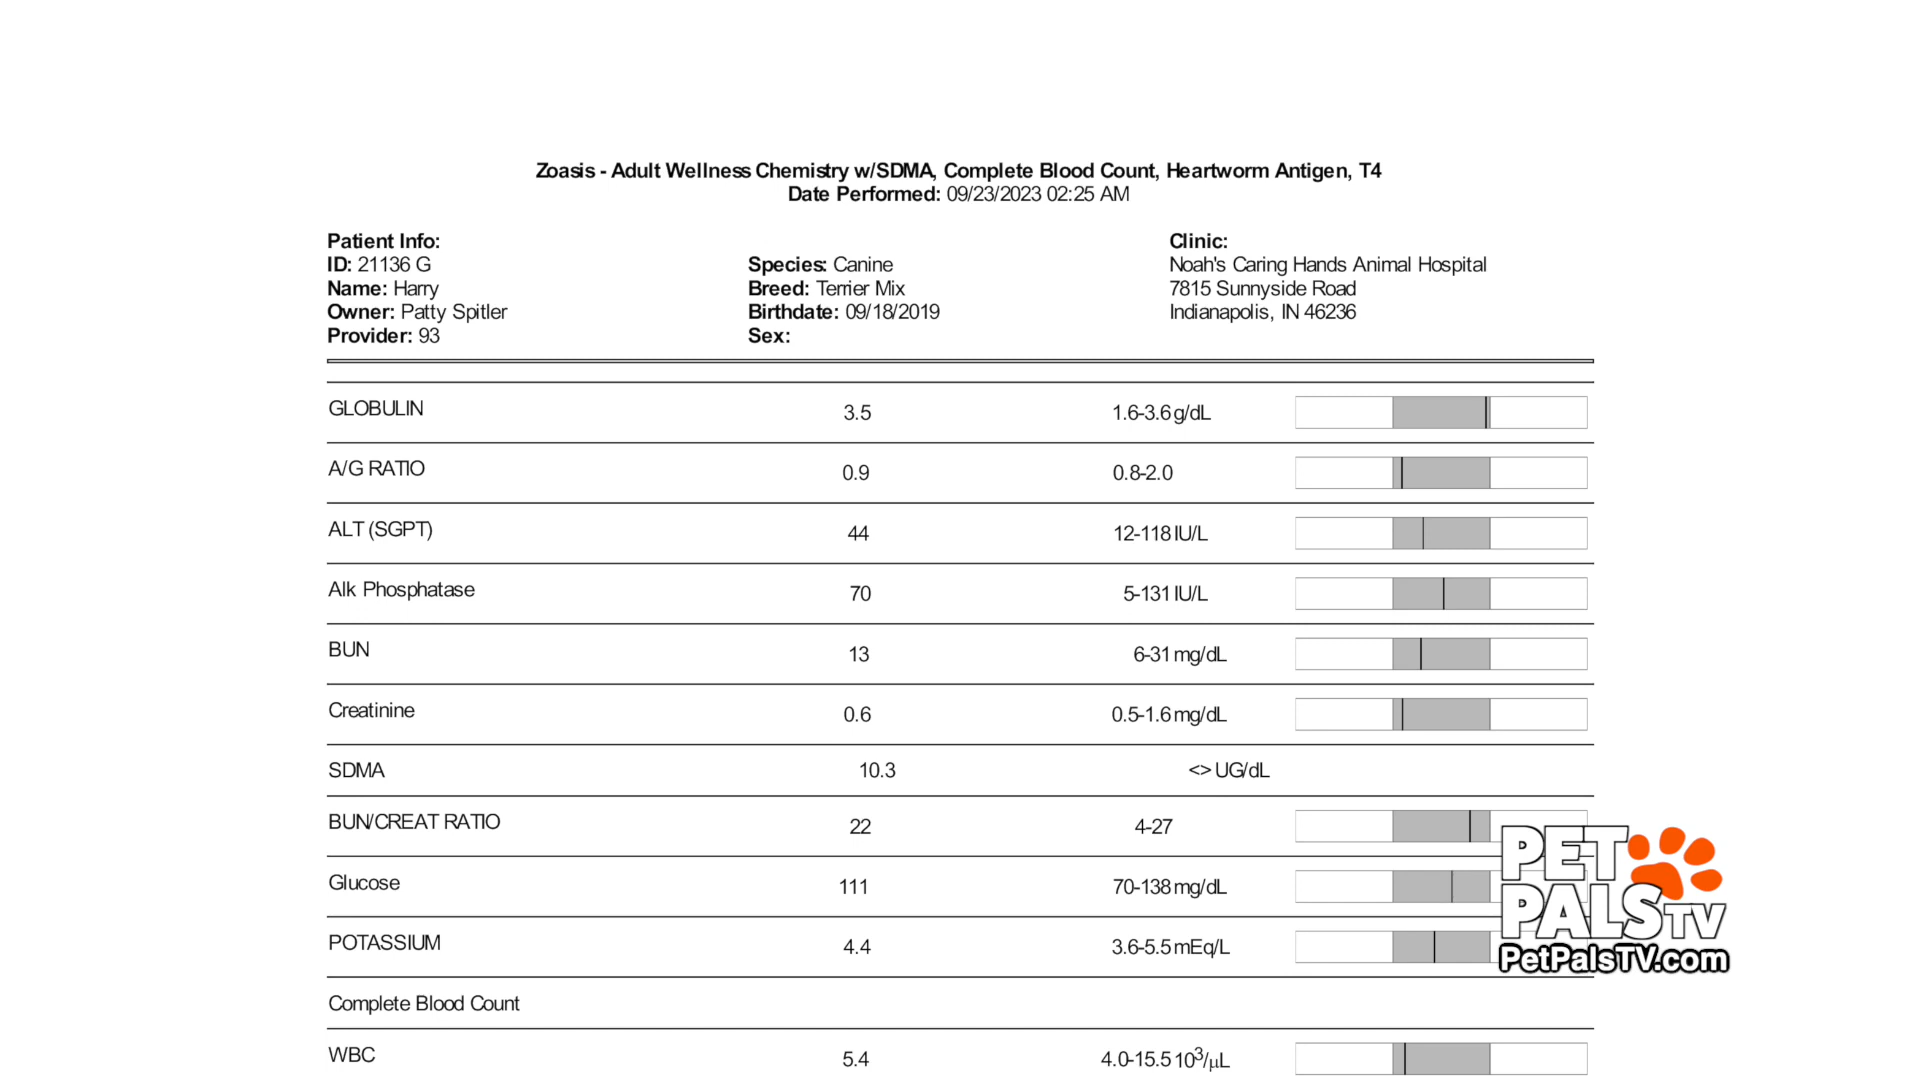 Zoasis - Adult Wellness Chemistry w/SDMA, Complete Blood Count, Heartworm Antigen, T4
Date Performed: 09/23/2023 02:25 AM
Patient Info:
ID: 21136 G
Name: Harry
Owner: Patty Spitler
Provider: 93
Species: Canine
Breed: Terrier Mix
Birthdate: 09/18/2019
Sex:
Clinic:
Noah's Caring Hands Animal Hospital
7815 Sunnyside Road
Indianapolis, IN 46236
GLOBULIN 3.5 1.6-3.6 g/dL
A/G RATIO 0.9 0.8-2.0
ALT (SGPT) 44 12-118 IU/L
Alk Phosphatase 70 5-131 IU/L
BUN 13 6-31 mg/dL
Creatinine 0.6 0.5-1.6 mg/dL
SDMA 10.3 <> UG/dL
BUN/CREAT RATIO 22 4-27
Glucose 111 70-138 mg/dL
POTASSIUM 4.4 3.6-5.5 mEq/L
Complete Blood Count
WBC 5.4 4.0-15.5 10³/µL
PET
PALS TV
PetPalsTV.com